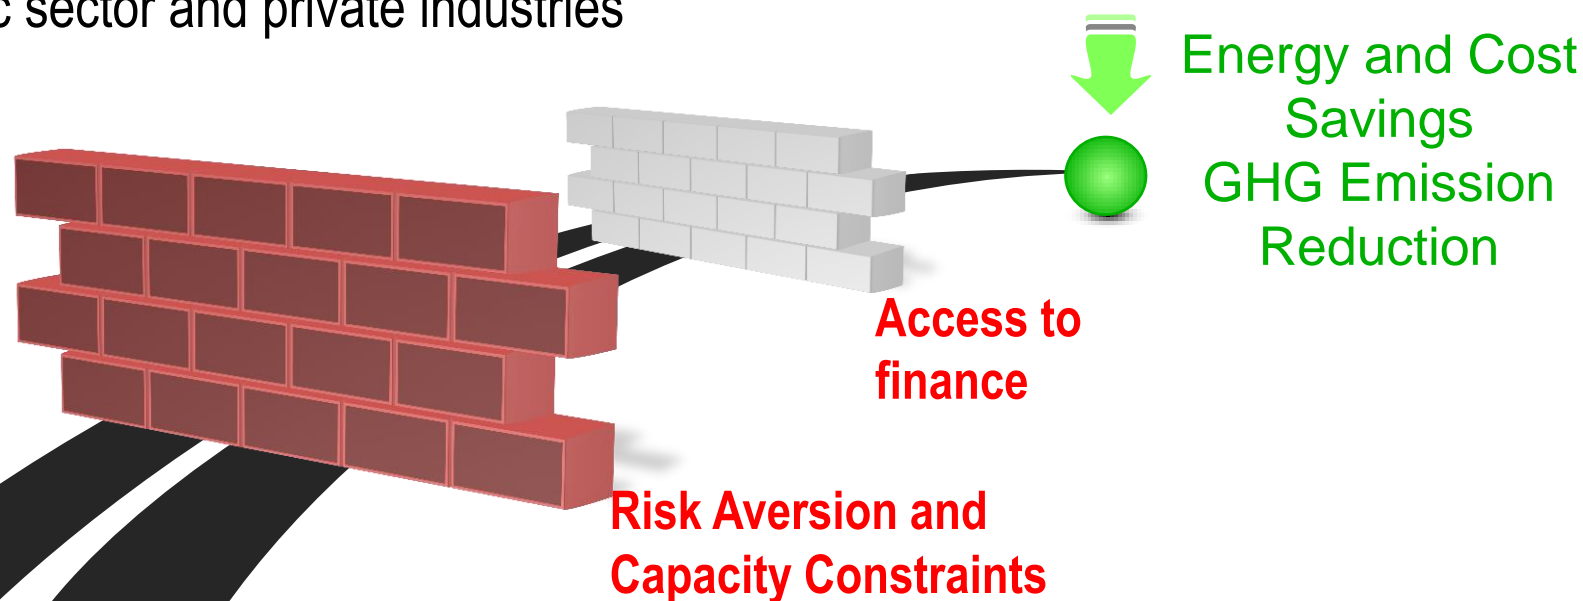 c sector and private industries
Energy and Cost
Savings
GHG Emission
Reduction
Access to
finance
Risk Aversion and
Capacity Constraints